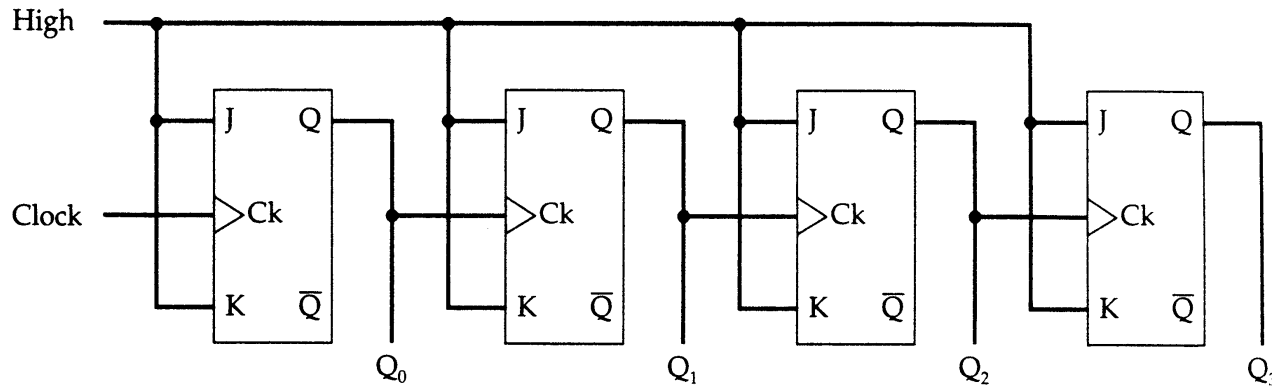 High
J Q J Q J Q J Q
Clock Ck Ck Ck Ck
K Q̅ K Q̅ K Q̅ K Q̅
Q₀ Q₁ Q₂